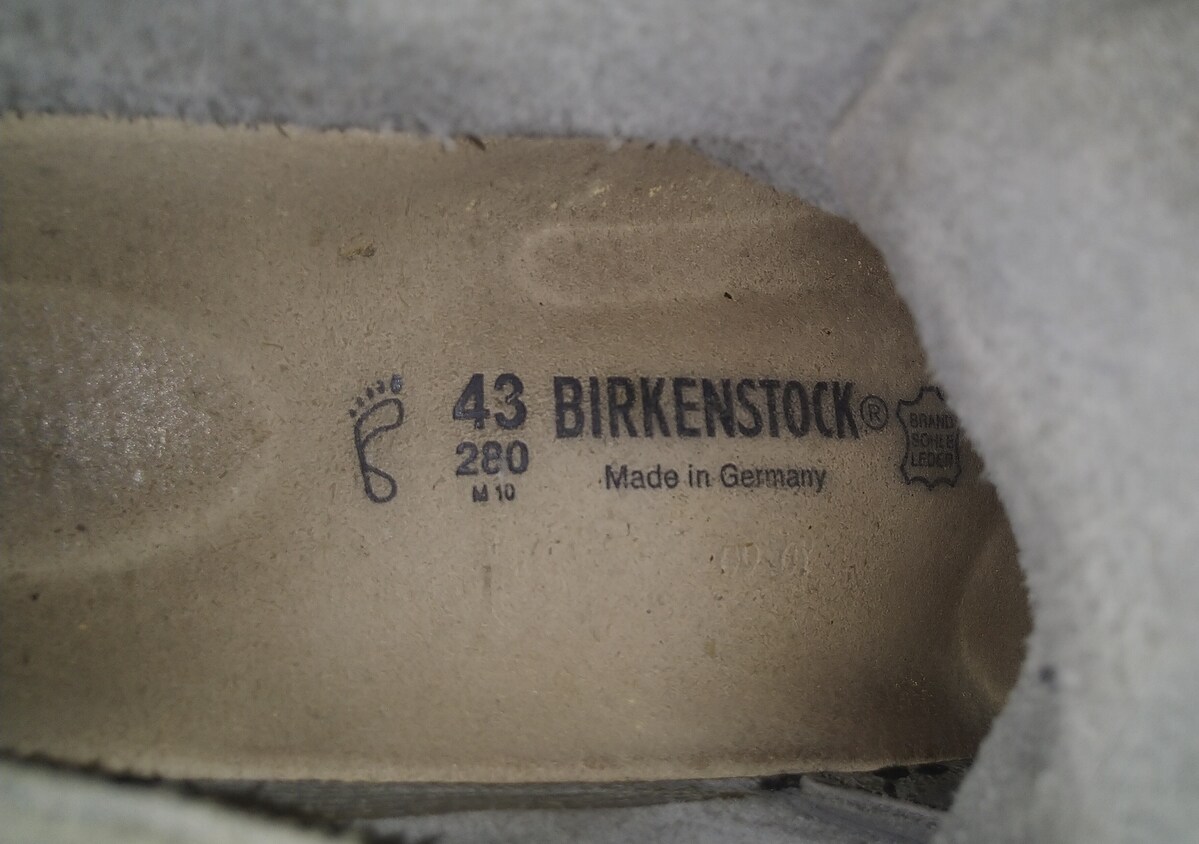 43 BIRKENSTOCK®
280
M 10
Made in Germany
BRAND
SOHLE
LEDER